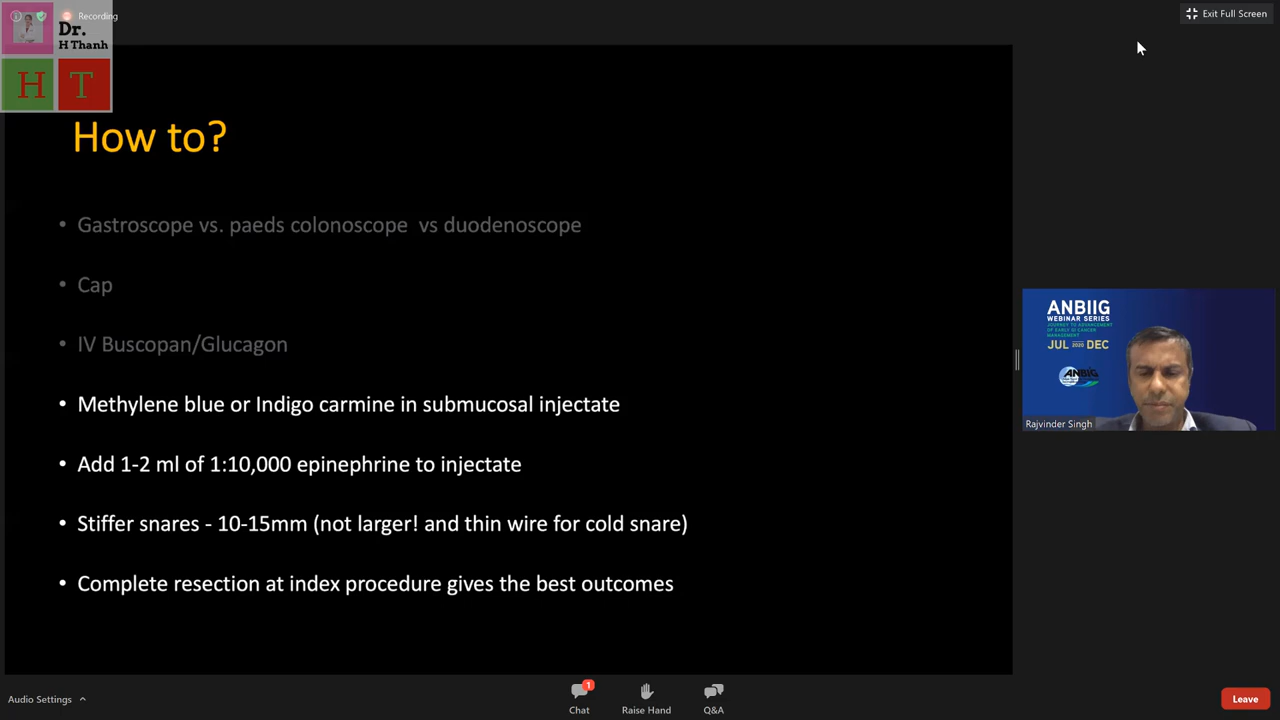 Recording
Dr.
H Thanh
H T
Exit Full Screen
How to?
• Gastroscope vs. paeds colonoscope vs duodenoscope
• Cap
• IV Buscopan/Glucagon
• Methylene blue or Indigo carmine in submucosal injectate
• Add 1-2 ml of 1:10,000 epinephrine to injectate
• Stiffer snares - 10-15mm (not larger! and thin wire for cold snare)
• Complete resection at index procedure gives the best outcomes
ANBIIG
WEBINAR SERIES
JOURNEY TO ADVANCEMENT
OF EARLY GI CANCER
MANAGEMENT
JUL 2020 DEC
ANBIG
Rajvinder Singh
Audio Settings
1
Chat
Raise Hand
Q&A
Leave